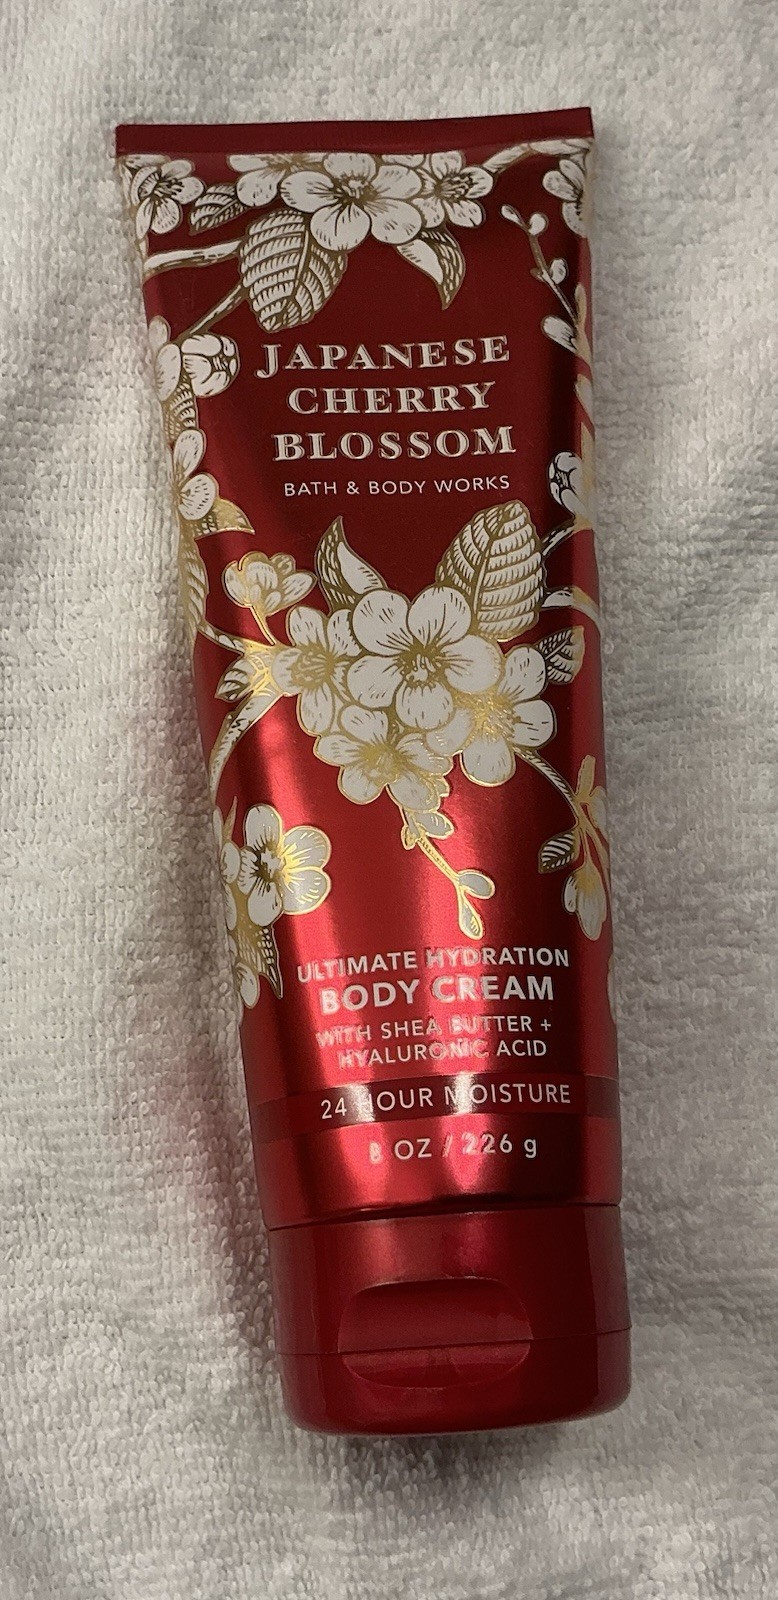 JAPANESE
CHERRY
BLOSSOM
BATH & BODY WORKS
ULTIMATE HYDRATION
BODY CREAM
WITH SHEA BUTTER +
HYALURONIC ACID
24 HOUR MOISTURE
8 OZ / 226 g